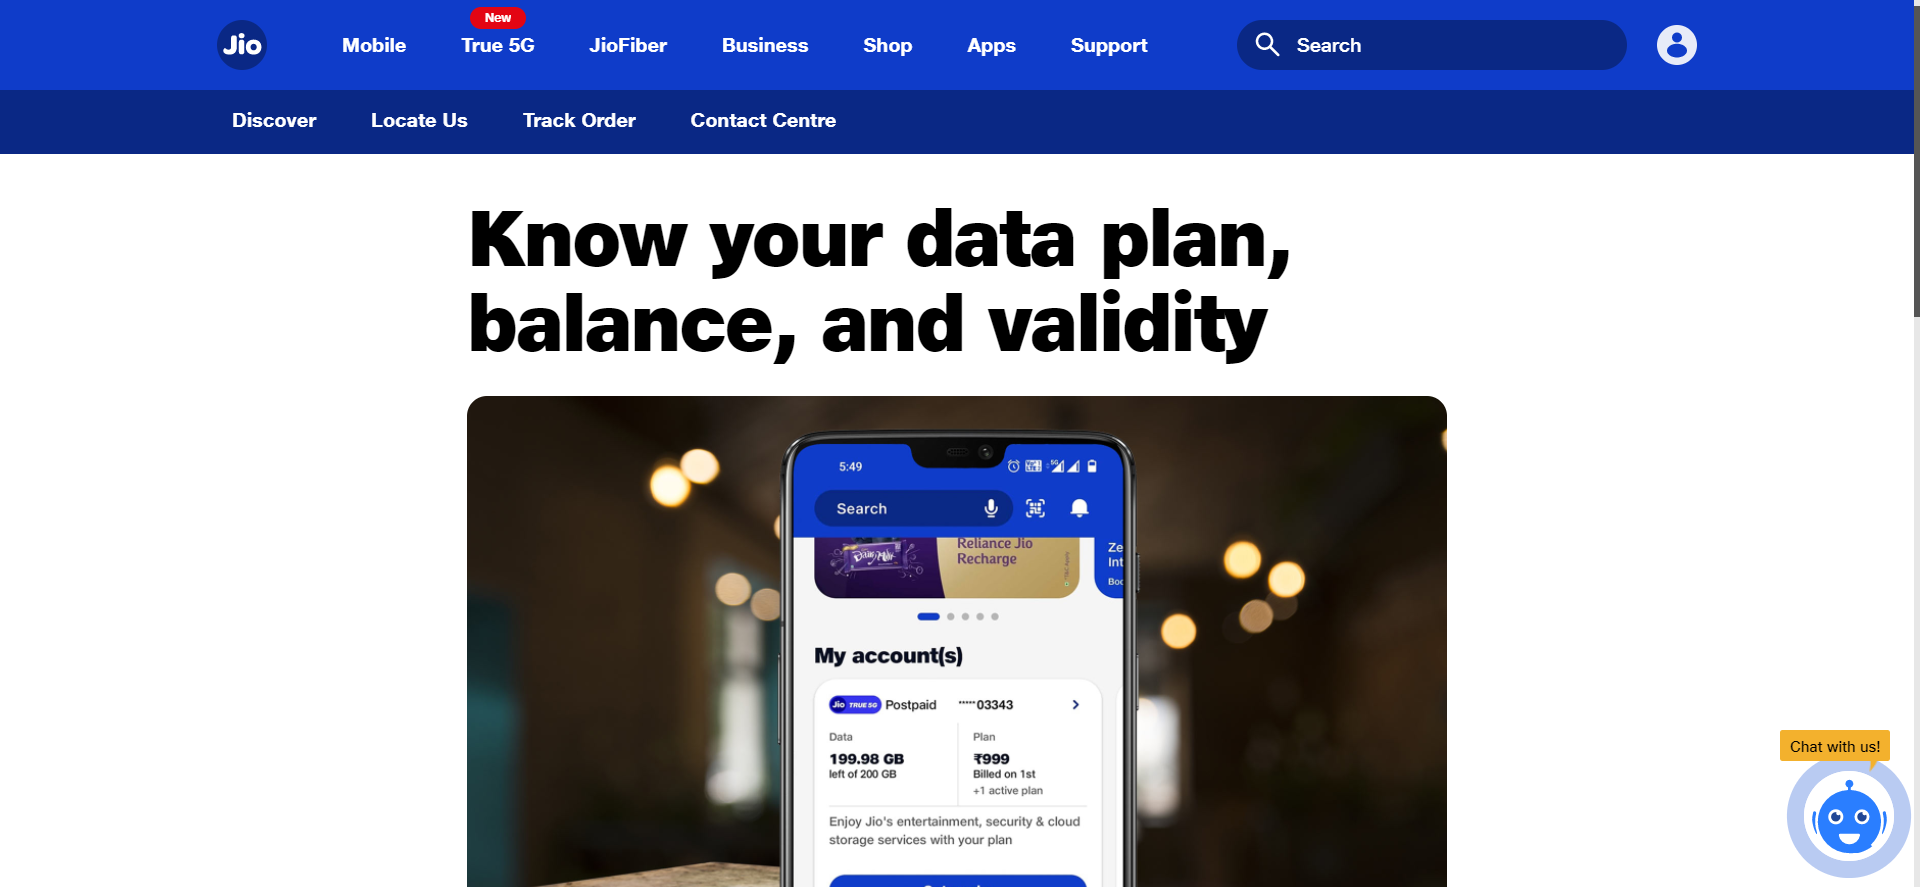 Jio
Mobile
New
True 5G
JioFiber
Business
Shop
Apps
Support
Search
Discover
Locate Us
Track Order
Contact Centre
Know your data plan,
balance, and validity
5:49
Search
Reliance Jio
Recharge
Dairy Milk
Ze
Int
Boo
My account(s)
Jio TRUE 5G Postpaid •••••03343
Data
199.98 GB
left of 200 GB
Plan
₹999
Billed on 1st
+1 active plan
Enjoy Jio's entertainment, security & cloud
storage services with your plan
Chat with us!